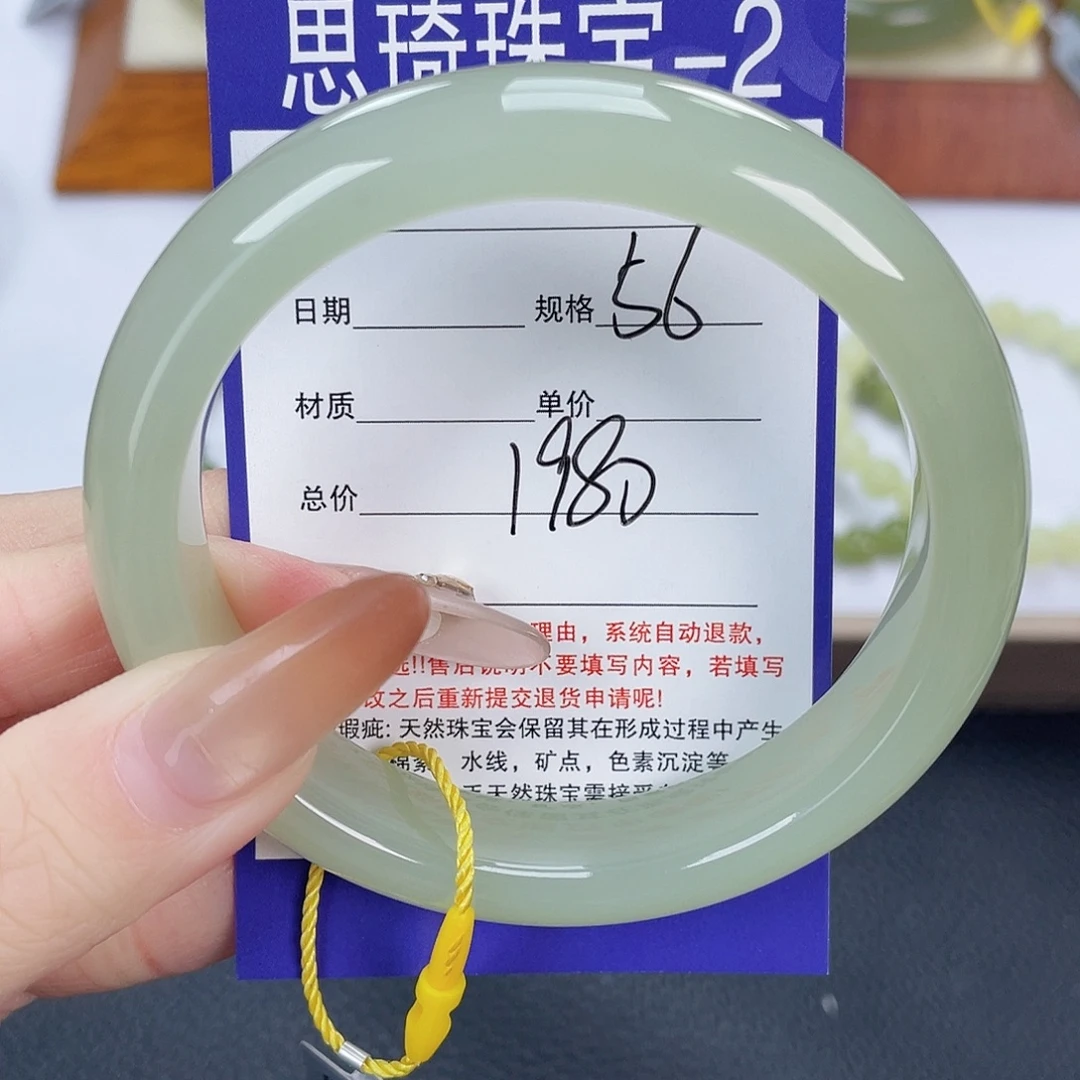 思琦珠宝-2
日期 规格 56
材质 单价
总价 1980
理由，系统自动退款，
!!售后说明不要填写内容，若填写
改之后重新提交退货申请呢!
瑕疵: 天然珠宝会保留其在形成过程中产生
棉絮 水线，矿点，色素沉淀等
天然珠宝需接受